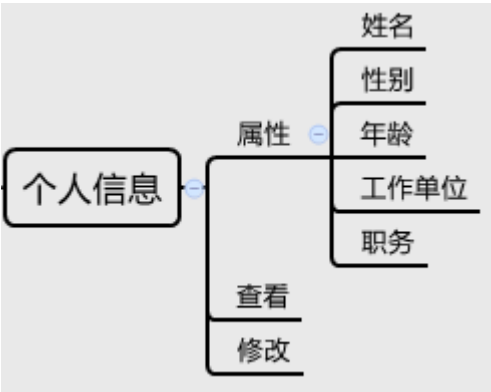 姓名
性别
属性
年龄
个人信息
工作单位
职务
查看
修改